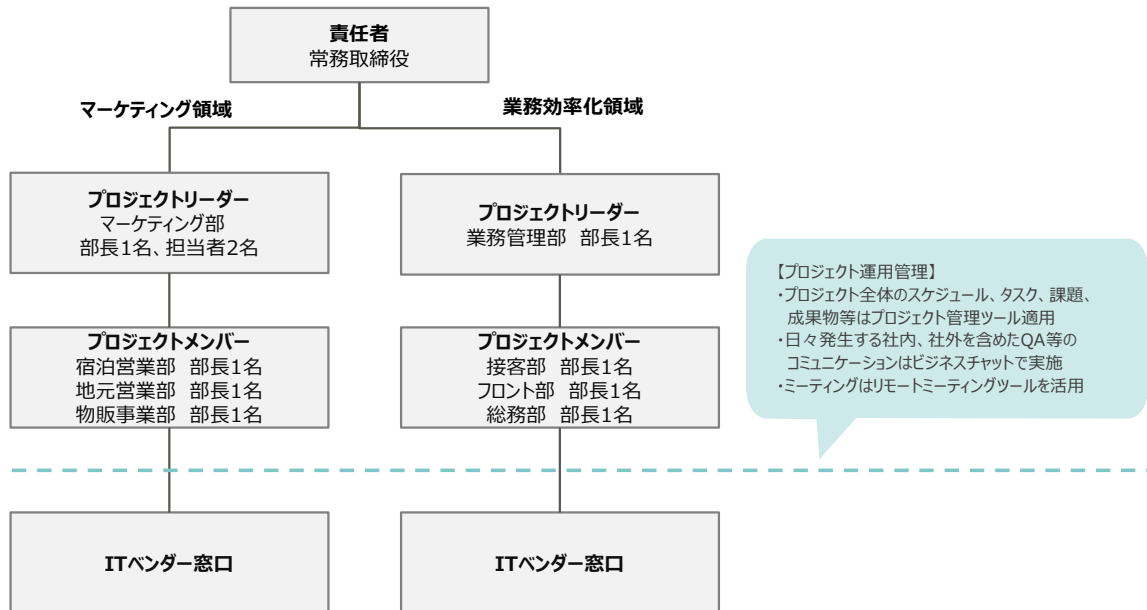 責任者
常務取締役
マーケティング領域
業務効率化領域
プロジェクトリーダー
マーケティング部
部長1名、担当者2名
プロジェクトリーダー
業務管理部 部長1名
プロジェクトメンバー
宿泊営業部 部長1名
地元営業部 部長1名
物販事業部 部長1名
プロジェクトメンバー
接客部 部長1名
フロント部 部長1名
総務部 部長1名
【プロジェクト運用管理】
・プロジェクト全体のスケジュール、タスク、課題、
成果物等はプロジェクト管理ツール適用
・日々発生する社内、社外を含めたQA等の
コミュニケーションはビジネスチャットで実施
・ミーティングはリモートミーティングツールを活用
ITベンダー窓口
ITベンダー窓口